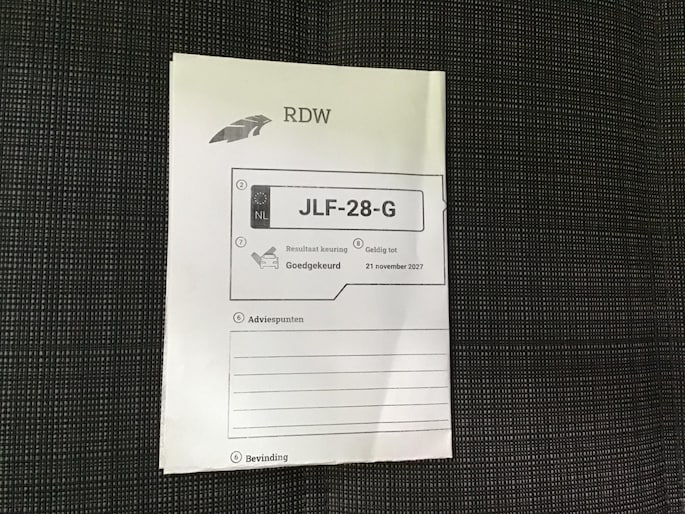 RDW
2
NL JLF-28-G
7 Resultaat keuring 8 Geldig tot
Goedgekeurd 21 november 2027
6 Adviespunten
6 Bevinding